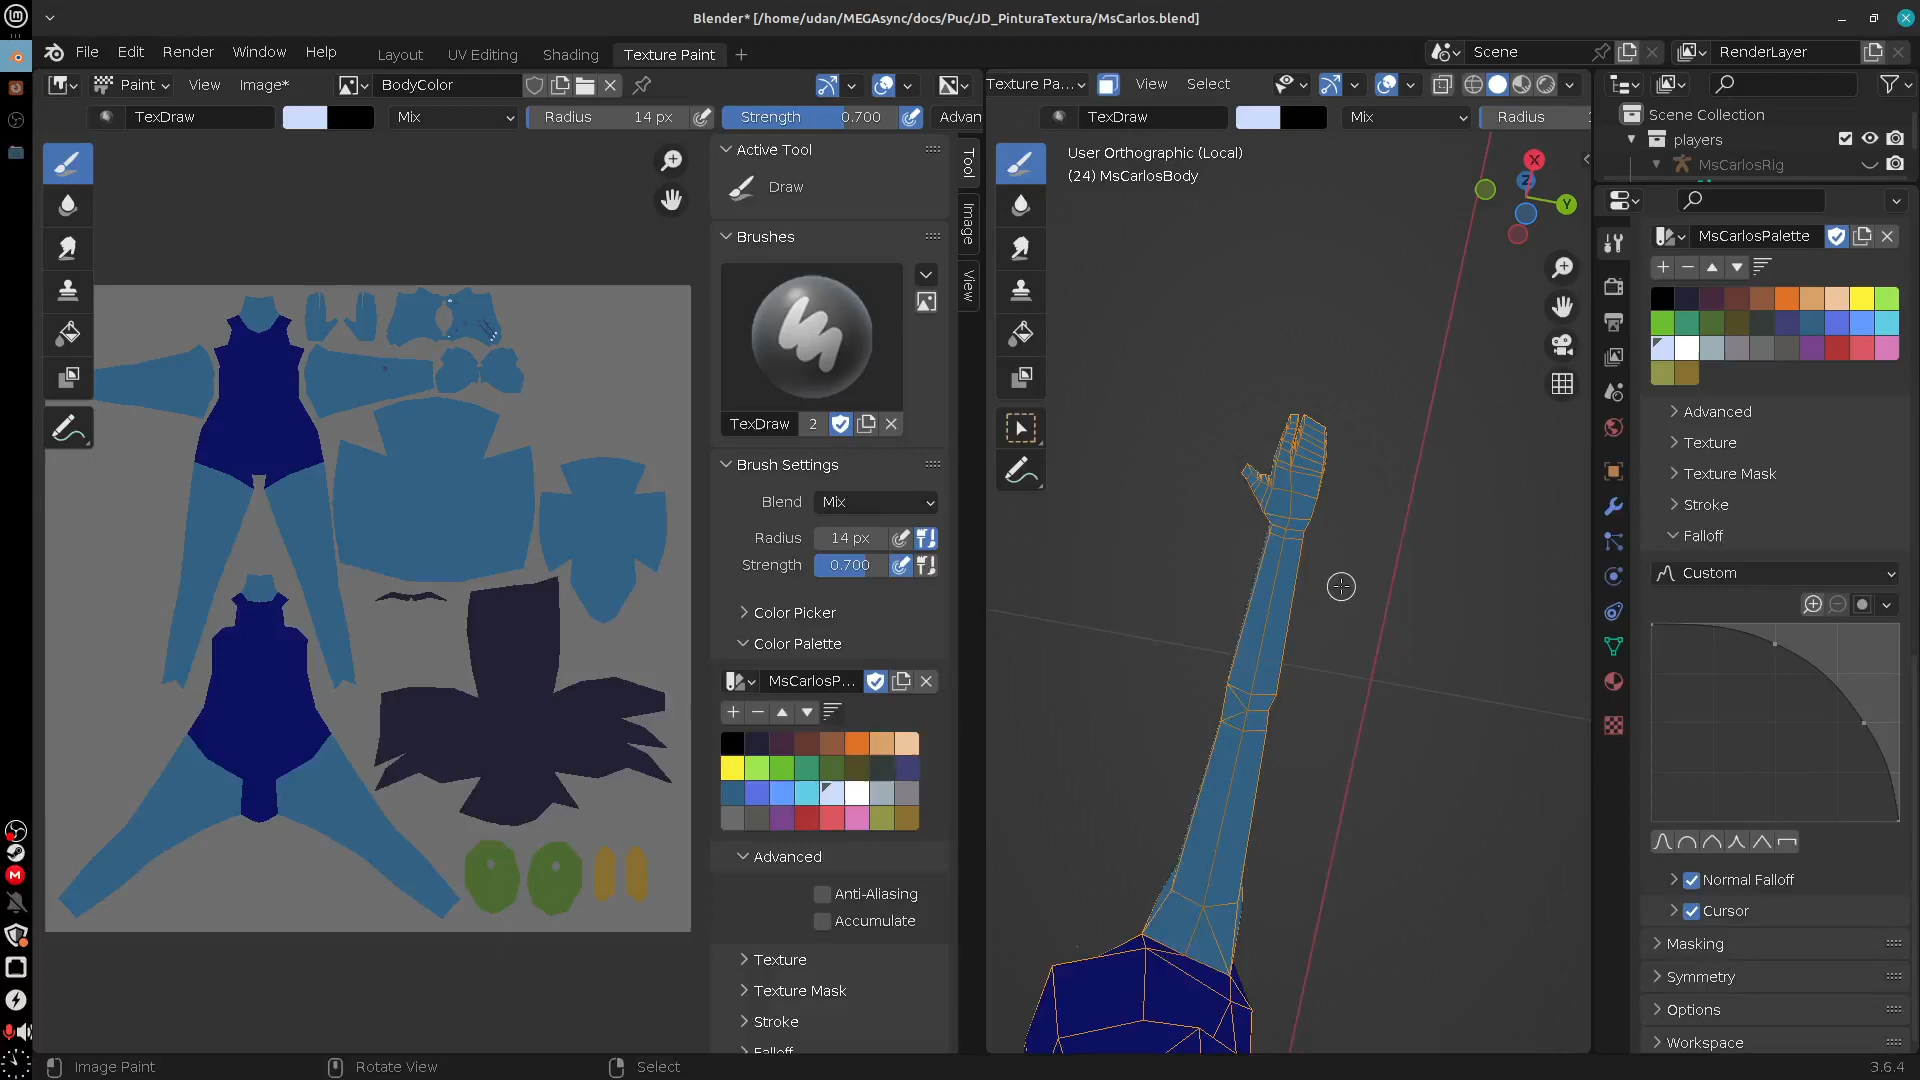 Blender* [/home/udan/MEGAsync/docs/Puc/JD_PinturaTextura/MsCarlos.blend]
File Edit Render Window Help Layout UV Editing Shading Texture Paint + Scene RenderLayer
Paint View Image* BodyColor Texture Pa... View Select
TexDraw Mix Radius 14 px Strength 0.700 Advan TexDraw Mix Radius
Scene Collection
players
MsCarlosRig
Active Tool
Draw
Brushes
TexDraw 2
Brush Settings
Blend Mix
Radius 14 px
Strength 0.700
Color Picker
Color Palette
MsCarlosP...
Advanced
Anti-Aliasing
Accumulate
Texture
Texture Mask
Stroke
Falloff
Tool
Image
View
User Orthographic (Local)
(24) MsCarlosBody
X
Y
Z
MsCarlosPalette
Advanced
Texture
Texture Mask
Stroke
Falloff
Custom
Normal Falloff
Cursor
Masking
Symmetry
Options
Workspace
Image Paint Rotate View Select 3.6.4